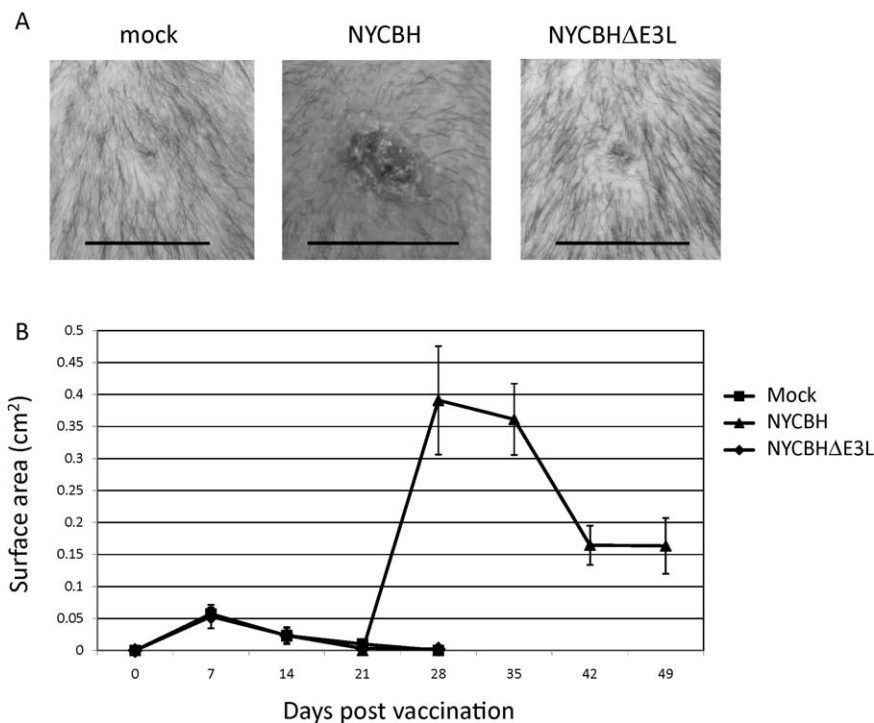 A
mock
NYCBH
NYCBHΔE3L
B
Surface area (cm²)
0.5
0.45
0.4
0.35
0.3
0.25
0.2
0.15
0.1
0.05
0
0 7 14 21 28 35 42 49
Days post vaccination
Mock
NYCBH
NYCBHΔE3L